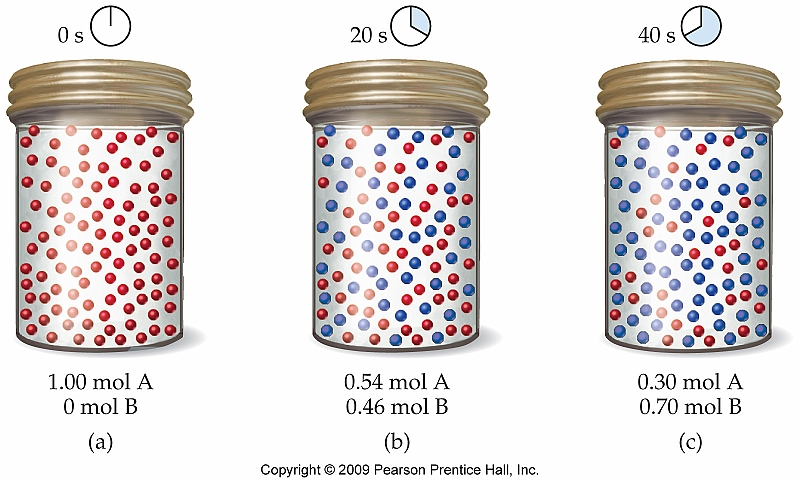 0 s
20 s
40 s
1.00 mol A
0 mol B
(a)
0.54 mol A
0.46 mol B
(b)
0.30 mol A
0.70 mol B
(c)
Copyright © 2009 Pearson Prentice Hall, Inc.